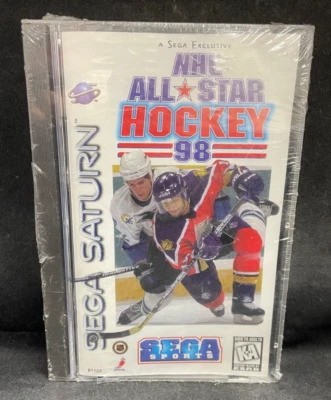 A SEGA EXCLUSIVE
NHL
ALL★STAR
HOCKEY
98
SEGA SATURN
SEGA
SPORTS
K-A